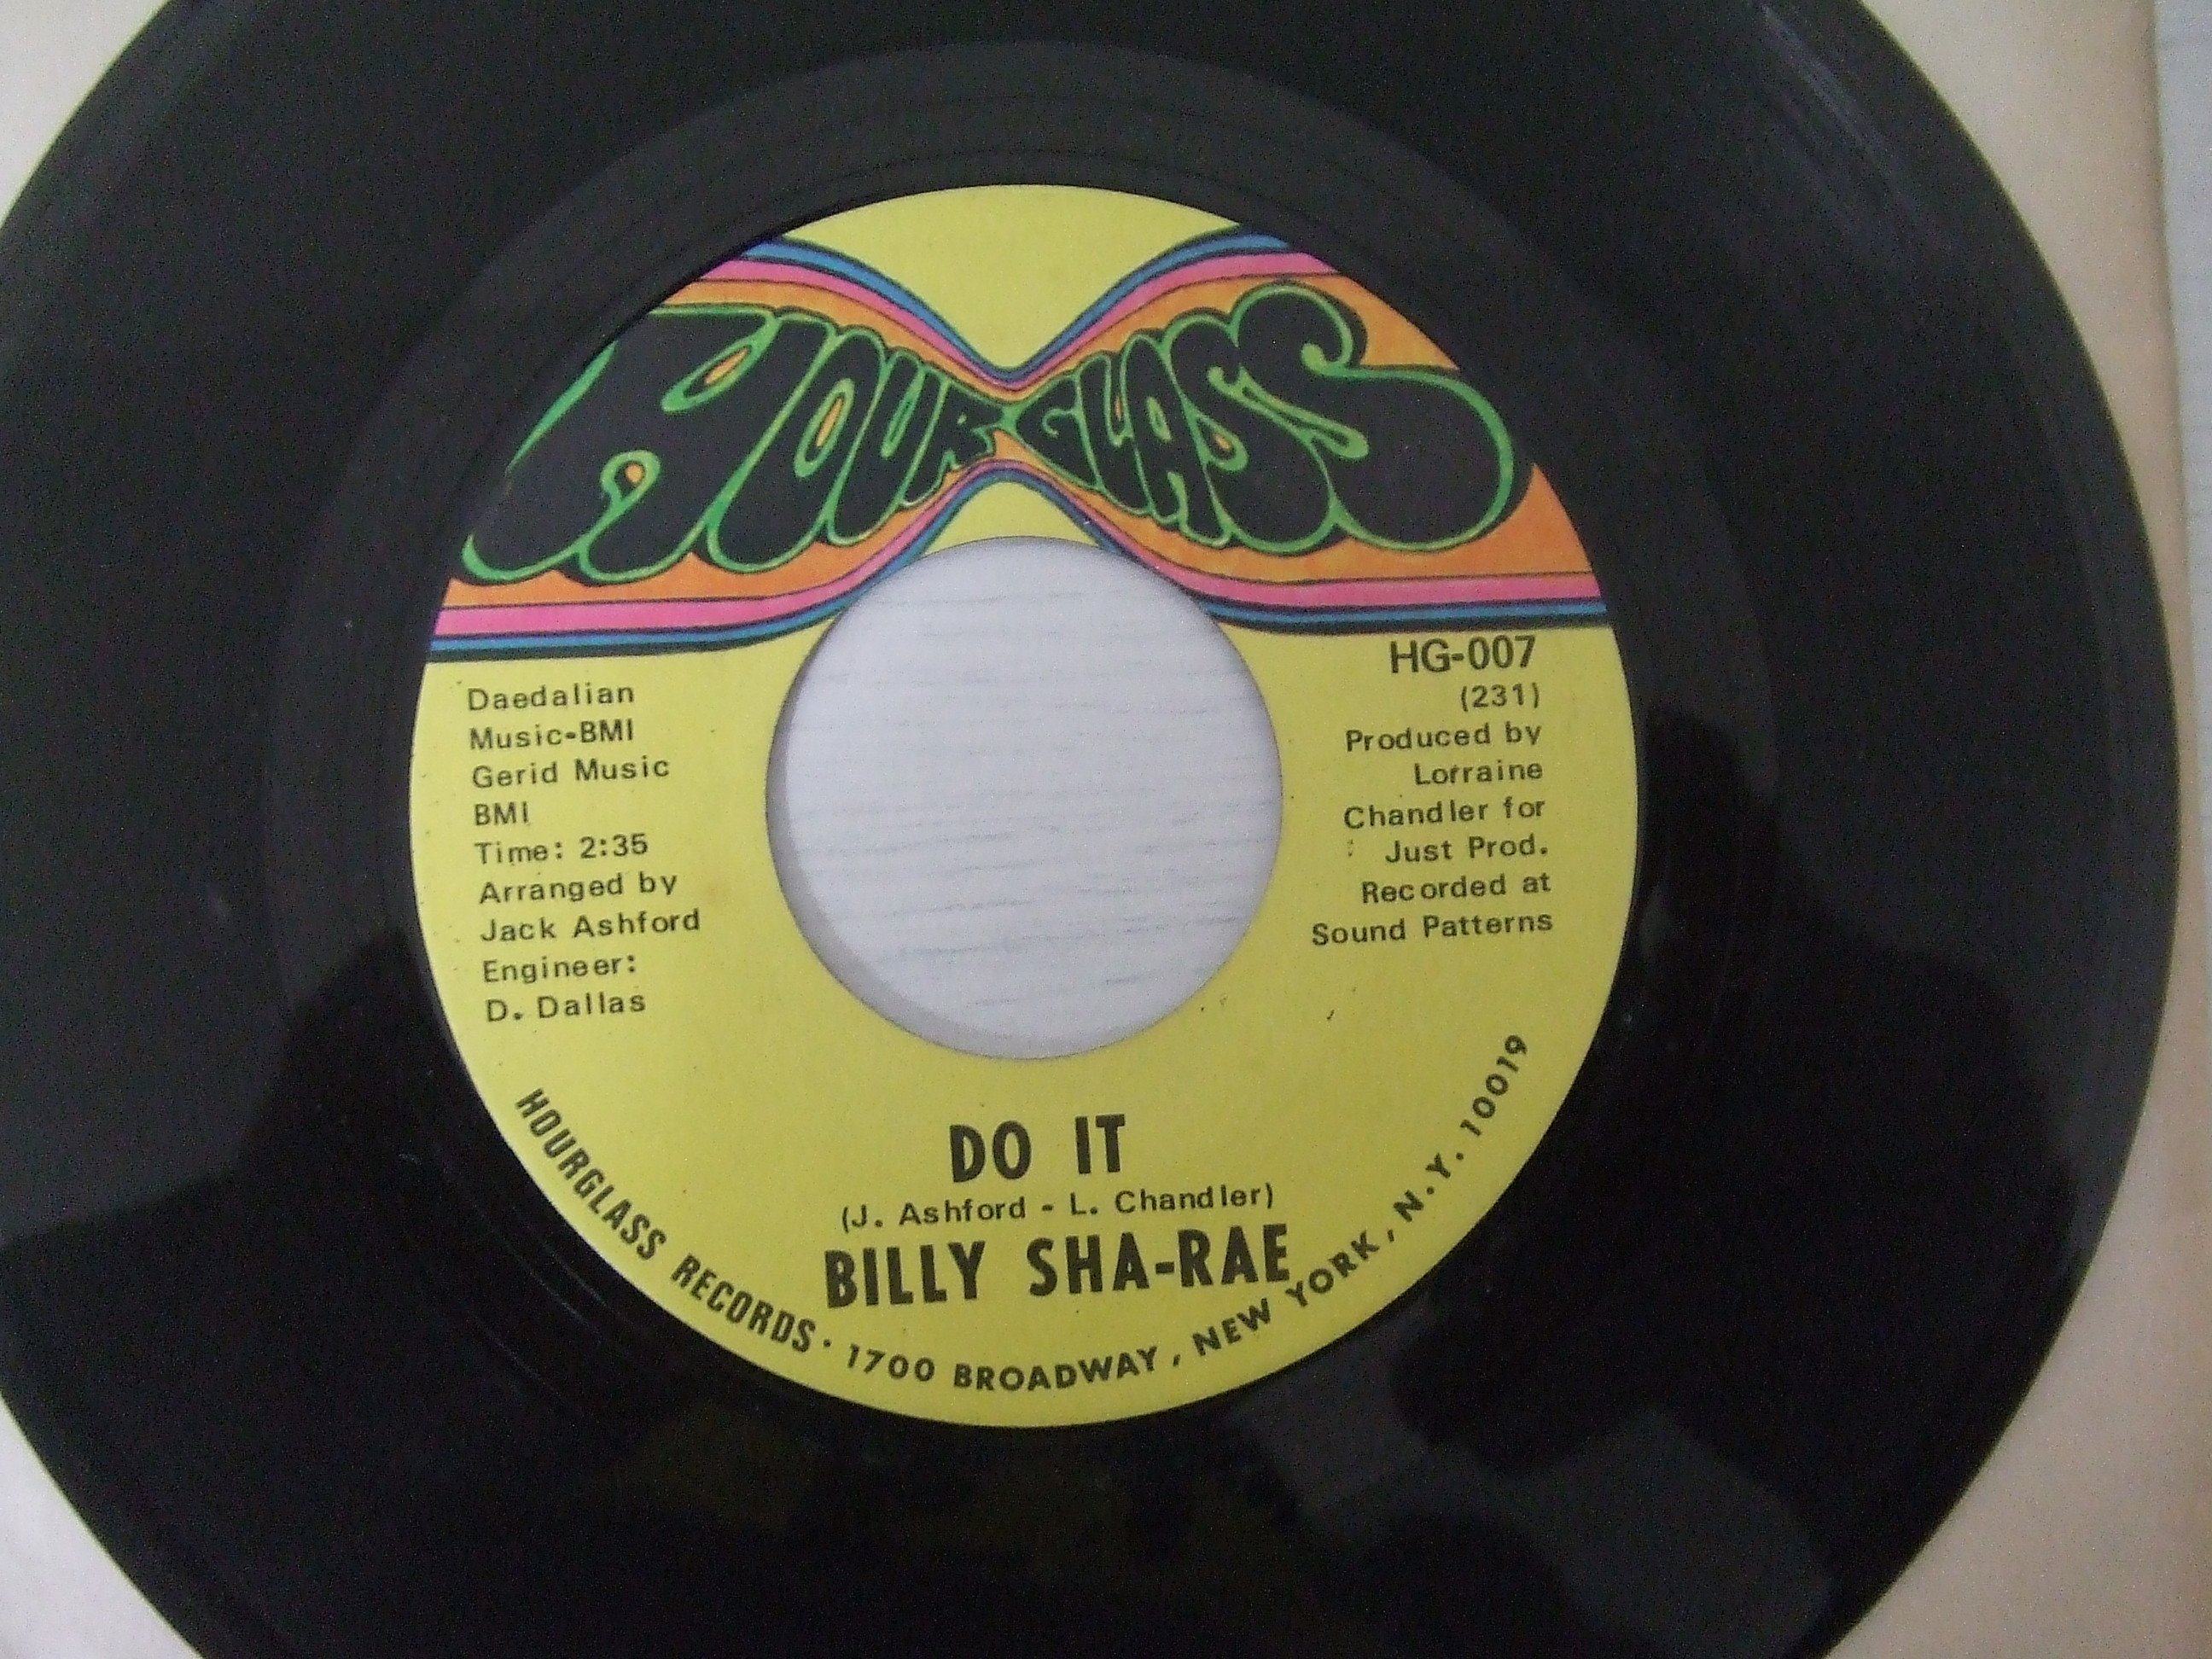 HOUR GLASS
Daedalian
Music-BMI
Gerid Music
BMI
Time: 2:35
Arranged by
Jack Ashford
Engineer:
D. Dallas
HG-007
(231)
Produced by
Lorraine
Chandler for
Just Prod.
Recorded at
Sound Patterns
DO IT
(J. Ashford - L. Chandler)
BILLY SHA-RAE
HOURGLASS RECORDS · 1700 BROADWAY, NEW YORK, N.Y. 10019